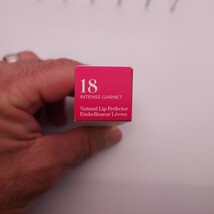 18
INTENSE GARNET
Natural Lip Perfector
Embellisseur Lèvres